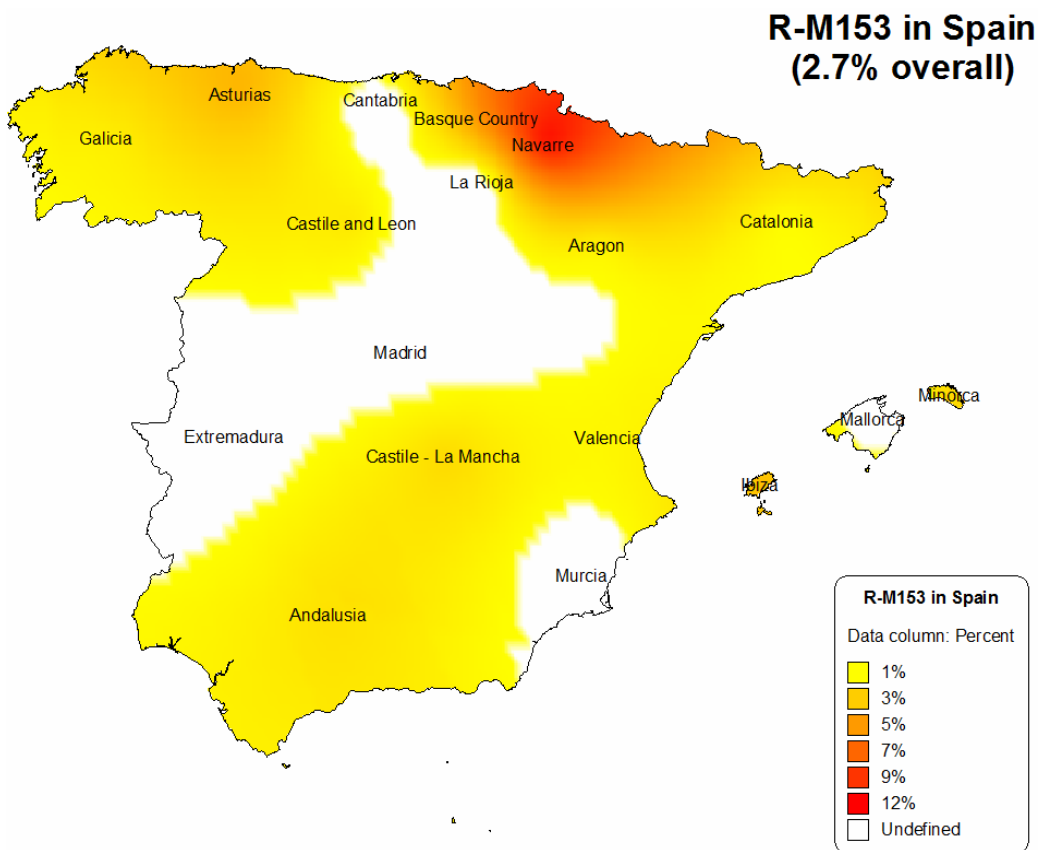 R-M153 in Spain
(2.7% overall)
Asturias
Cantabria
Basque Country
Galicia
Navarre
La Rioja
Castile and Leon
Catalonia
Aragon
Madrid
Minorca
Mallorca
Extremadura
Valencia
Castile - La Mancha
Ibiza
Murcia
Andalusia
R-M153 in Spain
Data column: Percent
1%
3%
5%
7%
9%
12%
Undefined